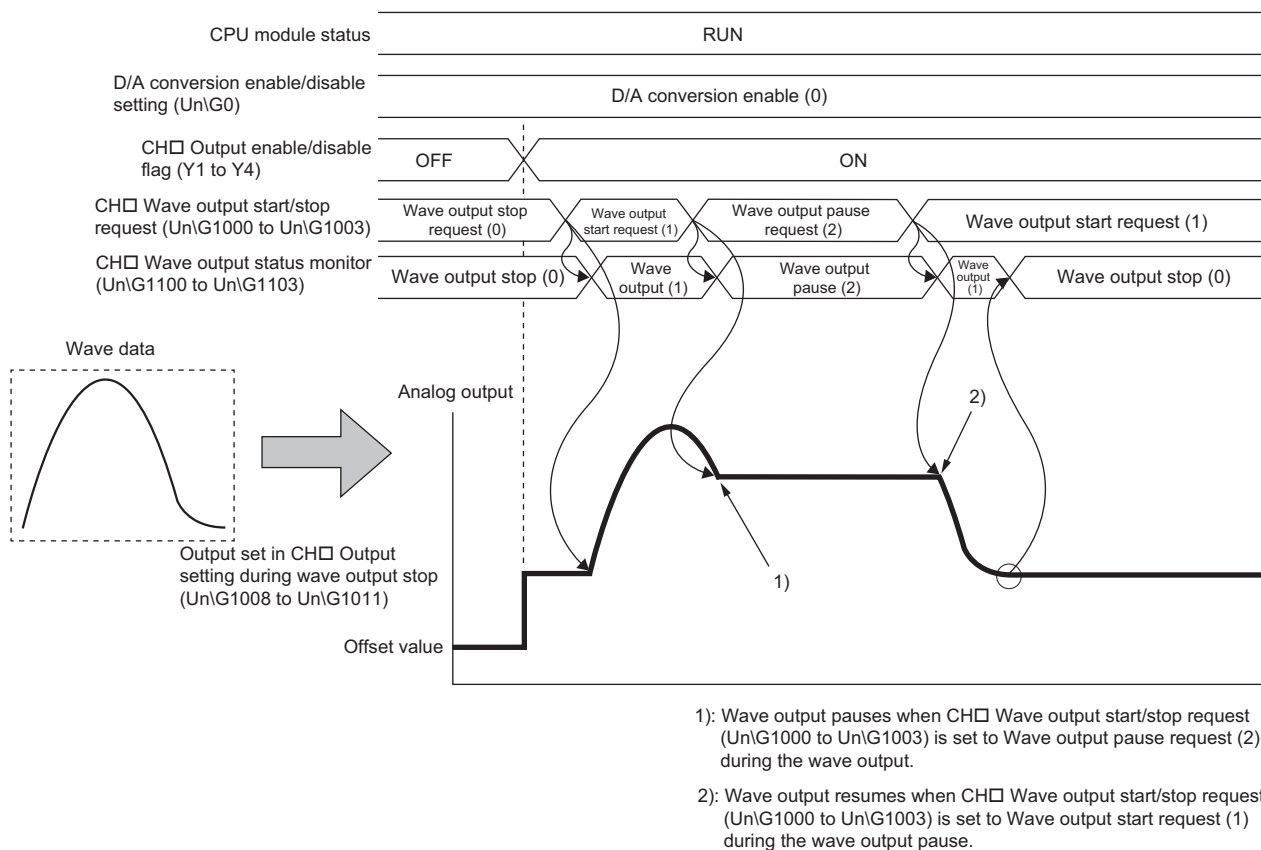 CPU module status
RUN
D/A conversion enable/disable
setting (Un\G0)
D/A conversion enable (0)
CH□ Output enable/disable
flag (Y1 to Y4)
OFF
ON
CH□ Wave output start/stop
request (Un\G1000 to Un\G1003)
Wave output stop
request (0)
Wave output
start request (1)
Wave output pause
request (2)
Wave output start request (1)
CH□ Wave output status monitor
(Un\G1100 to Un\G1103)
Wave output stop (0)
Wave
output (1)
Wave output
pause (2)
Wave
output
(1)
Wave output stop (0)
Wave data
Analog output
2)
1)
Output set in CH□ Output
setting during wave output stop
(Un\G1008 to Un\G1011)
Offset value
1): Wave output pauses when CH□ Wave output start/stop request
(Un\G1000 to Un\G1003) is set to Wave output pause request (2)
during the wave output.
2): Wave output resumes when CH□ Wave output start/stop request
(Un\G1000 to Un\G1003) is set to Wave output start request (1)
during the wave output pause.